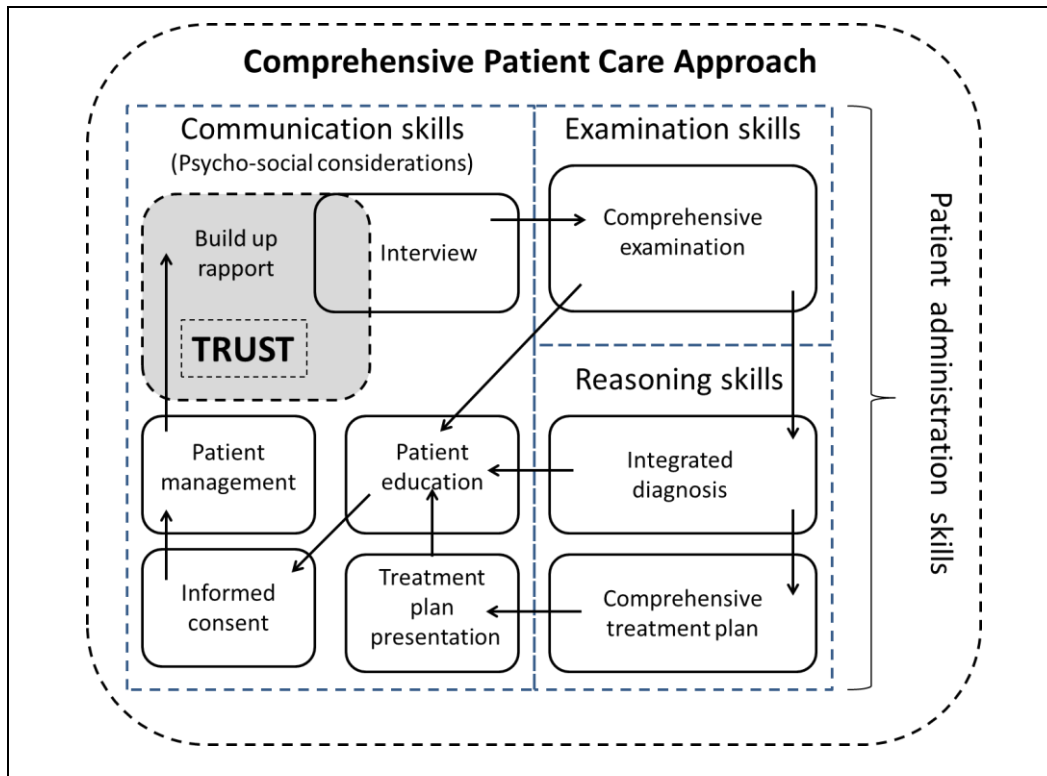 Comprehensive Patient Care Approach
Communication skills
(Psycho-social considerations)
Build up
rapport
TRUST
Interview
Patient
management
Patient
education
Informed
consent
Treatment
plan
presentation
Examination skills
Comprehensive
examination
Reasoning skills
Integrated
diagnosis
Comprehensive
treatment plan
Patient administration skills